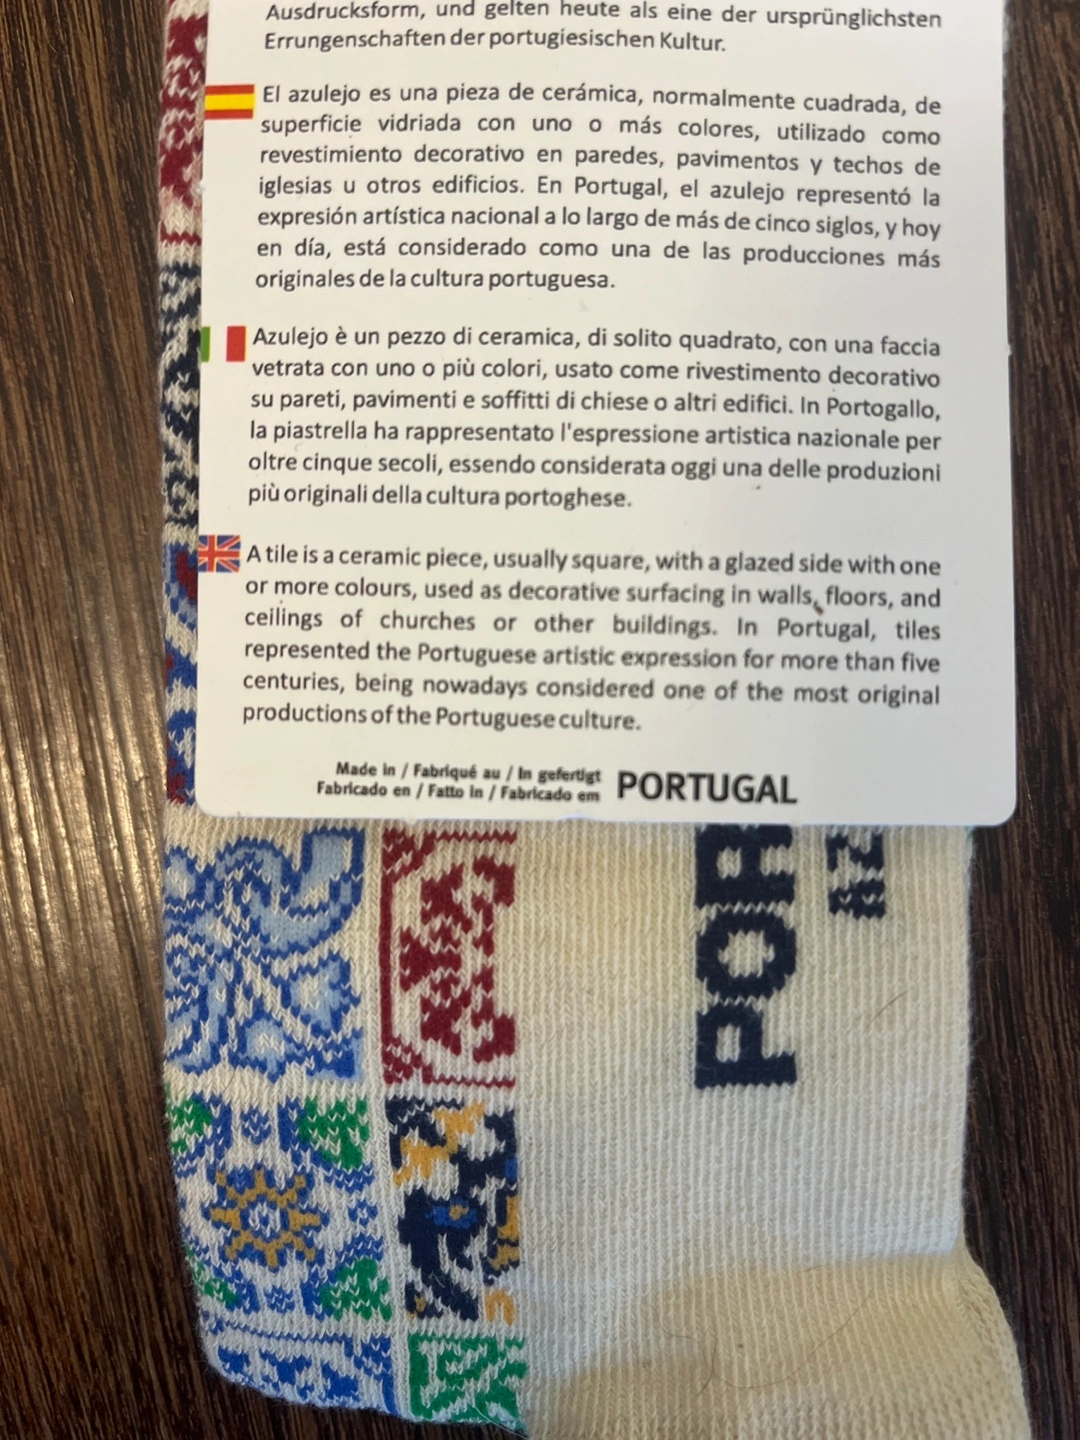 Ausdrucksform, und gelten heute als eine der ursprünglichsten
Errungenschaften der portugiesischen Kultur.
El azulejo es una pieza de cerámica, normalmente cuadrada, de
superficie vidriada con uno o más colores, utilizado como
revestimiento decorativo en paredes, pavimentos y techos de
iglesias u otros edificios. En Portugal, el azulejo representó la
expresión artística nacional a lo largo de más de cinco siglos, y hoy
en día, está considerado como una de las producciones más
originales de la cultura portuguesa.
Azulejo è un pezzo di ceramica, di solito quadrato, con una faccia
vetrata con uno o più colori, usato come rivestimento decorativo
su pareti, pavimenti e soffitti di chiese o altri edifici. In Portogallo,
la piastrella ha rappresentato l'espressione artistica nazionale per
oltre cinque secoli, essendo considerata oggi una delle produzioni
più originali della cultura portoghese.
A tile is a ceramic piece, usually square, with a glazed side with one
or more colours, used as decorative surfacing in walls, floors, and
ceilings of churches or other buildings. In Portugal, tiles
represented the Portuguese artistic expression for more than five
centuries, being nowadays considered one of the most original
productions of the Portuguese culture.
Made in / Fabriqué au / In gefertigt
Fabricado en / Fatto in / Fabricado em
PORTUGAL
POR
AZ